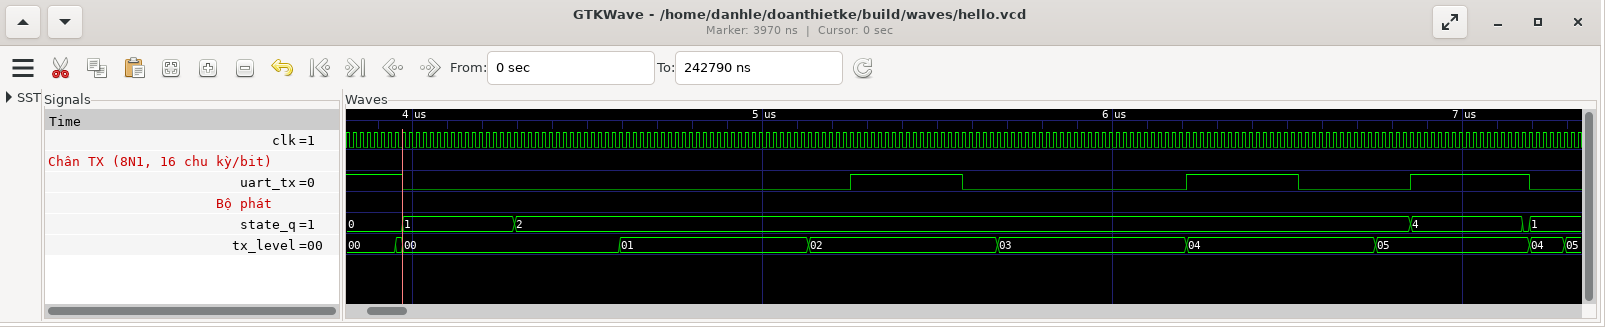 GTKWave - /home/danhle/doanthietke/build/waves/hello.vcd
Marker: 3970 ns | Cursor: 0 sec
From: 0 sec To: 242790 ns
SST
Signals
Waves
Time
4 us 5 us 6 us 7 us
clk =1
Chân TX (8N1, 16 chu kỳ/bit)
uart_tx =0
Bộ phát
state_q =1
0 1 2 4 1
tx_level =00
00 00 01 02 03 04 05 04 05